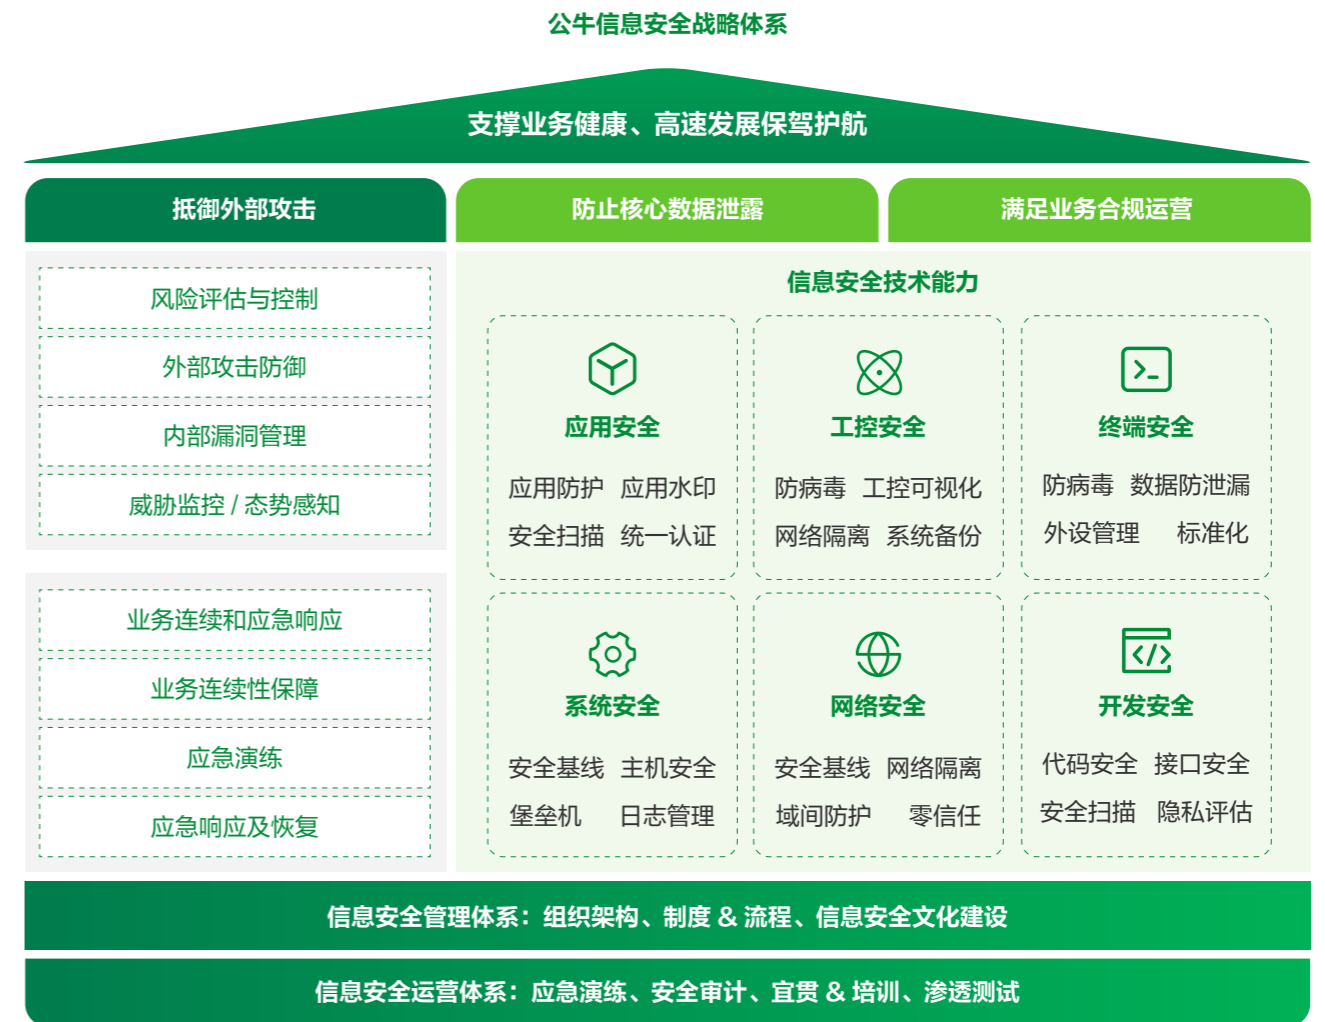 公牛信息安全战略体系
支撑业务健康、高速发展保驾护航
抵御外部攻击
防止核心数据泄露
满足业务合规运营
风险评估与控制
外部攻击防御
内部漏洞管理
威胁监控 / 态势感知
业务连续和应急响应
业务连续性保障
应急演练
应急响应及恢复
信息安全技术能力
应用安全
应用防护 应用水印
安全扫描 统一认证
工控安全
防病毒 工控可视化
网络隔离 系统备份
终端安全
防病毒 数据防泄漏
外设管理 标准化
系统安全
安全基线 主机安全
堡垒机 日志管理
网络安全
安全基线 网络隔离
域间防护 零信任
开发安全
代码安全 接口安全
安全扫描 隐私评估
信息安全管理体系：组织架构、制度 & 流程、信息安全文化建设
信息安全运营体系：应急演练、安全审计、宜贯 & 培训、渗透测试